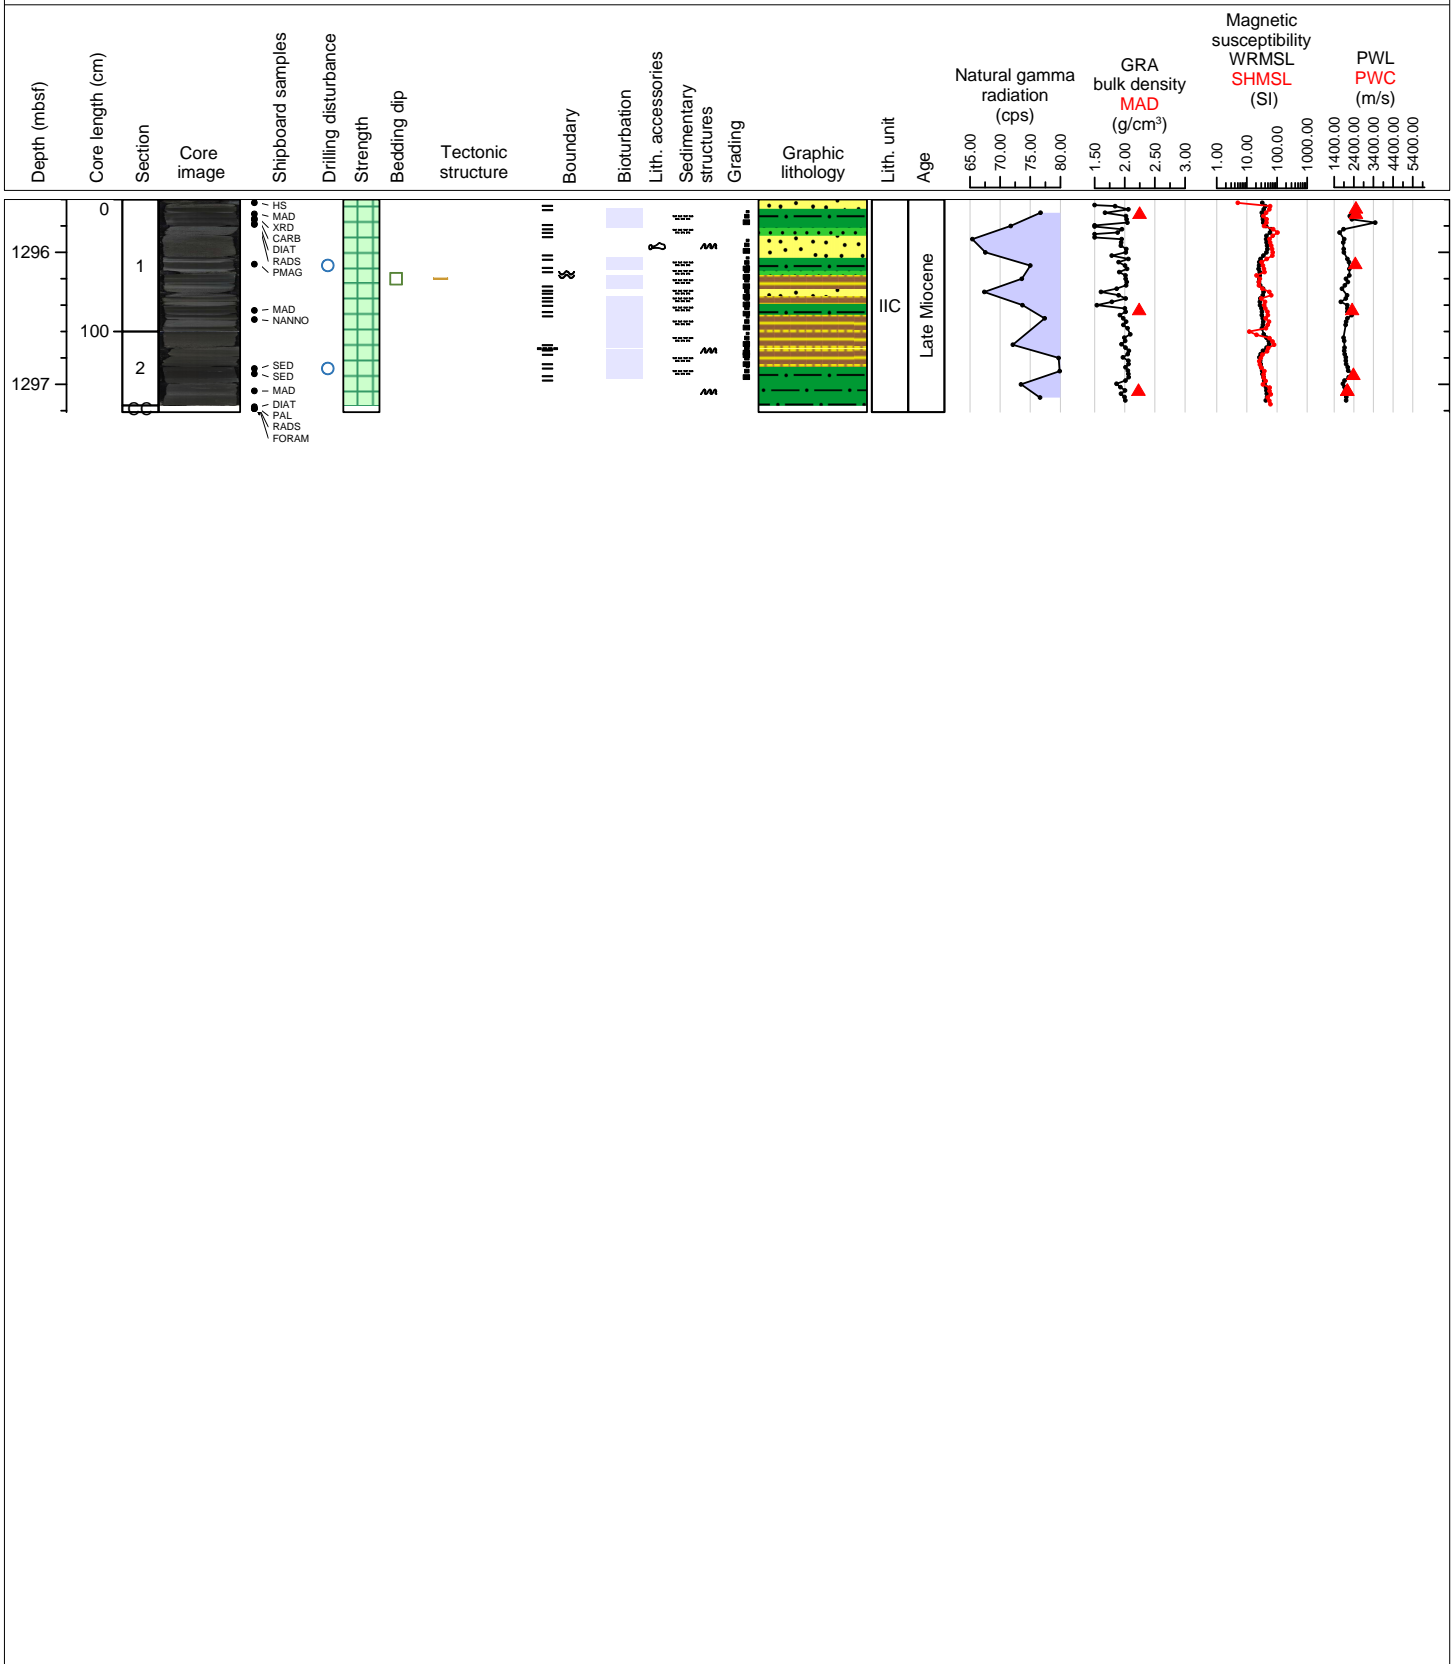 Depth (mbsf)
Core length (cm)
Section
Core
image
Shipboard samples
Drilling disturbance
Strength
Bedding dip
Tectonic
structure
Boundary
Bioturbation
Lith. accessories
Sedimentary
structures
Grading
Graphic
lithology
Lith. unit
Age
Natural gamma
radiation
(cps)
65.00
70.00
75.00
80.00
GRA
bulk density
MAD
(g/cm³)
1.50
2.00
2.50
3.00
Magnetic
susceptibility
WRMSL
SHMSL
(SI)
1.00
10.00
100.00
1000.00
PWL
PWC
(m/s)
1400.00
2400.00
3400.00
4400.00
5400.00
1296
1297
0
100
1
2
CC
HS
MAD
XRD
CARB
DIAT
RADS
PMAG
MAD
NANNO
SED
SED
MAD
DIAT
PAL
RADS
FORAM
IIC
Late Miocene